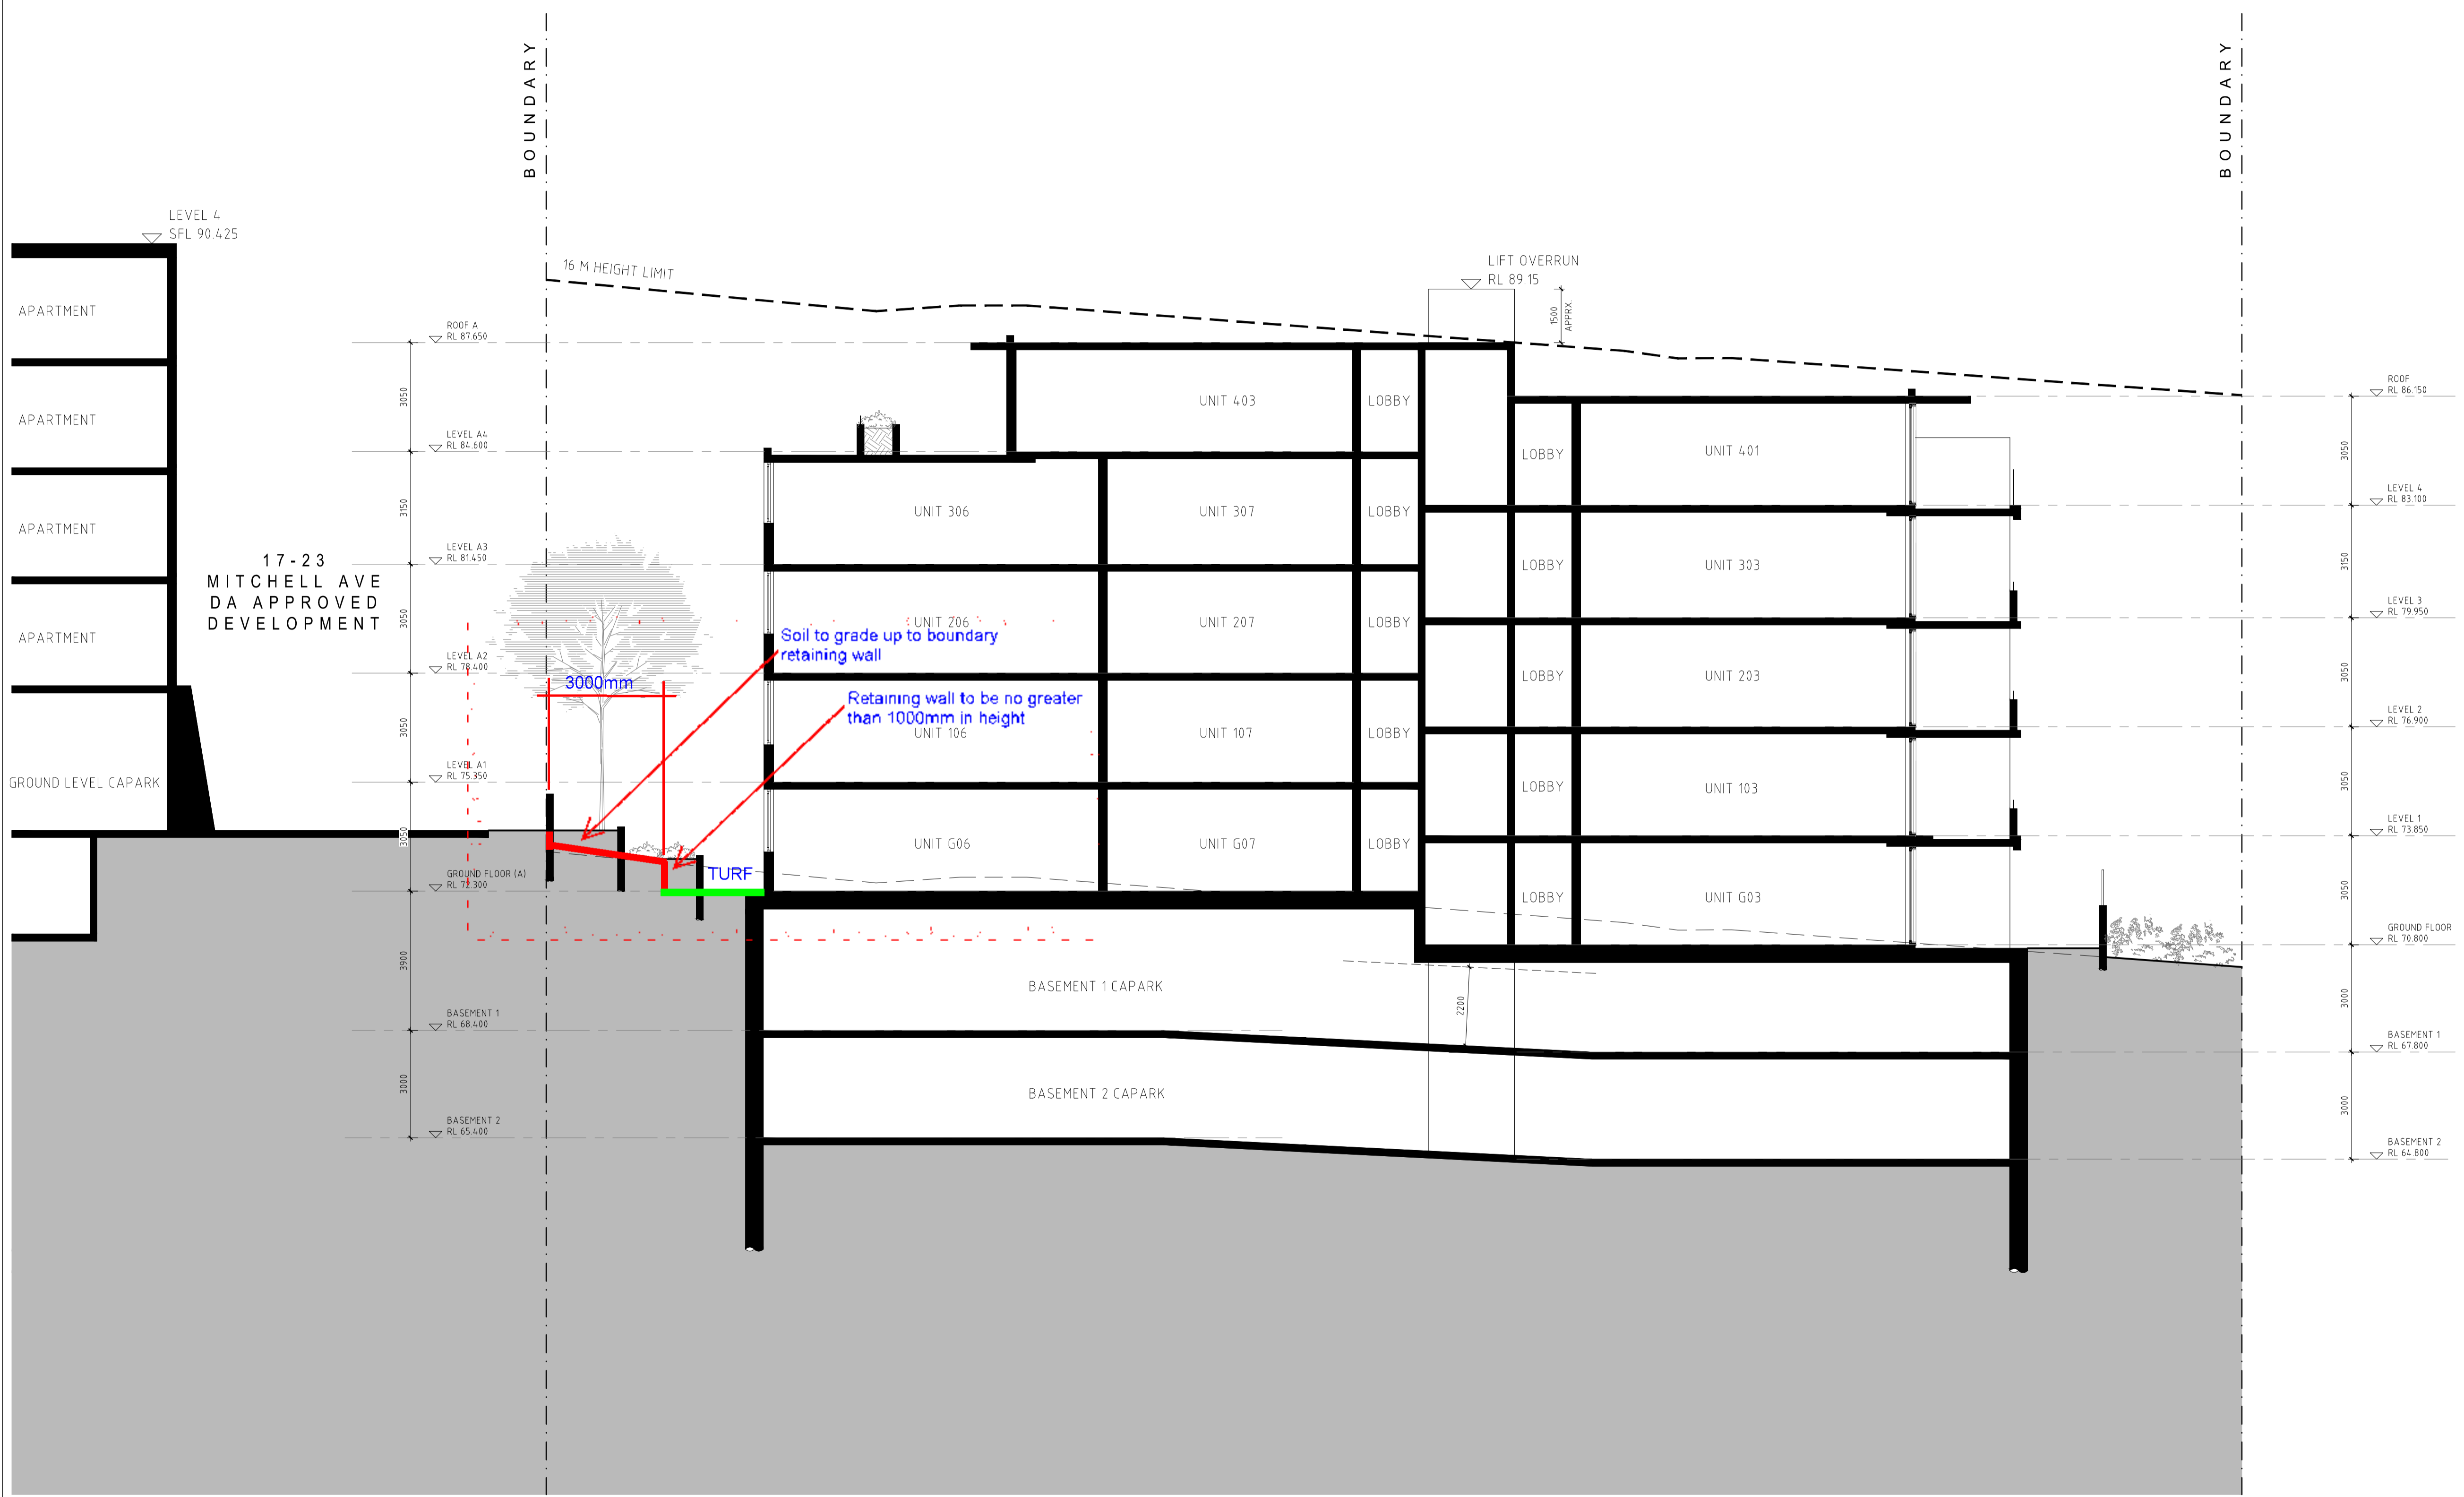 BOUNDARY
BOUNDARY
LEVEL 4
SFL 90.425
16 M HEIGHT LIMIT
LIFT OVERRUN
RL 89.15
1500
APPRX.
APARTMENT
APARTMENT
APARTMENT
APARTMENT
GROUND LEVEL CAPARK
17-23
MITCHELL AVE
DA APPROVED
DEVELOPMENT
ROOF A
RL 87.650
3050
LEVEL A4
RL 84.600
3150
LEVEL A3
RL 81.450
3050
LEVEL A2
RL 78.400
3050
LEVEL A1
RL 75.350
3050
GROUND FLOOR (A)
RL 72.300
3900
BASEMENT 1
RL 68.400
3000
BASEMENT 2
RL 65.400
3000mm
Soil to grade up to boundary
retaining wall
Retaining wall to be no greater
than 1000mm in height
TURF
UNIT 403
LOBBY
UNIT 306
UNIT 307
LOBBY
UNIT 206
UNIT 207
LOBBY
UNIT 106
UNIT 107
LOBBY
UNIT G06
UNIT G07
LOBBY
LOBBY
UNIT 401
LOBBY
UNIT 303
LOBBY
UNIT 203
LOBBY
UNIT 103
LOBBY
UNIT G03
BASEMENT 1 CAPARK
2200
BASEMENT 2 CAPARK
ROOF
RL 86.150
3050
LEVEL 4
RL 83.100
3150
LEVEL 3
RL 79.950
3050
LEVEL 2
RL 76.900
3050
LEVEL 1
RL 73.850
3050
GROUND FLOOR
RL 70.800
3000
BASEMENT 1
RL 67.800
3000
BASEMENT 2
RL 64.800